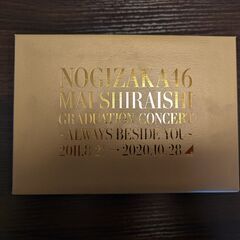 NOGIZAKA46
MAI SHIRAISHI
GRADUATION CONCERT
~ALWAYS BESIDE YOU~
2011.8.21→2020.10.28